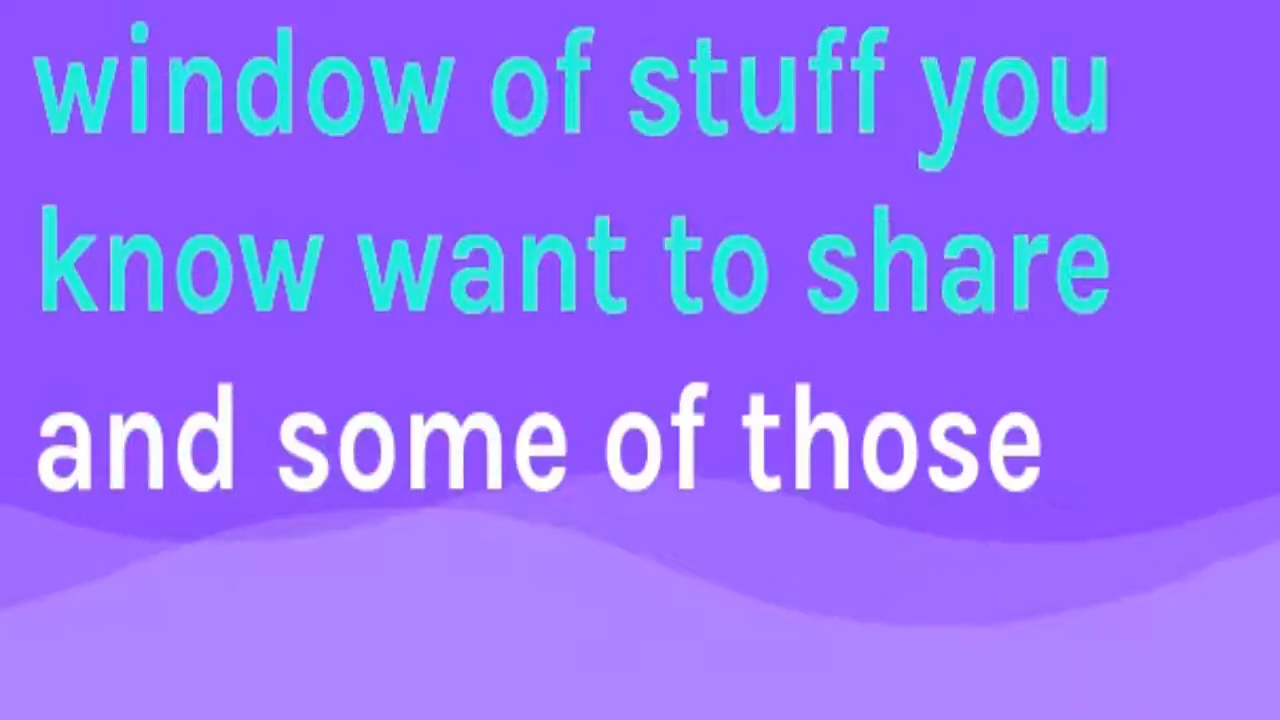 window of stuff you
know want to share
and some of those